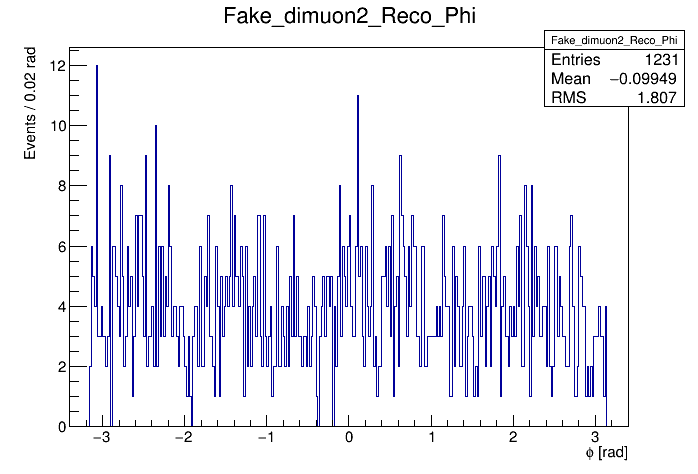 Fake_dimuon2_Reco_Phi
Fake_dimuon2_Reco_Phi
Entries 1231
Mean −0.09949
RMS 1.807
Events / 0.02 rad
12
10
8
6
4
2
0
−3 −2 −1 0 1 2 3
ϕ [rad]